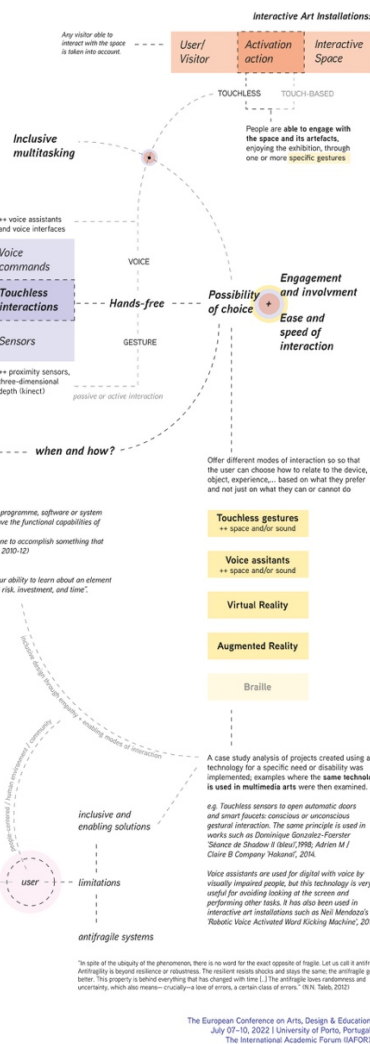 Interactive Art Installations:
Any visitor able to
interact with the space
is taken into account.
User/
Visitor
Activation
action
Interactive
Space
TOUCHLESS
TOUCH-BASED
People are able to engage with
the space and its artefacts,
enjoying the exhibition, through
one or more specific gestures
Inclusive
multitasking
++ voice assistants
and voice interfaces
Voice
commands
VOICE
Touchless
interactions
Hands-free
Possibility
of choice
+
Engagement
and involvment
Ease and
speed of
interaction
Sensors
GESTURE
++ proximity sensors,
three-dimensional
depth (kinect)
passive or active interaction
when and how?
Offer different modes of interaction so so that
the user can choose how to relate to the device,
object, experience,... based on what they prefer
and not just on what they can or cannot do
programme, software or system
ve the functional capabilities of
ne to accomplish something that
2010-12)
ur ability to learn about an element
risk. investment, and time".
Touchless gestures
++ space and/or sound
Voice assitants
++ space and/or sound
Virtual Reality
Augmented Reality
Braille
inclusive design through empathy - enabling modes of interaction
people-centered / human environment / community
A case study analysis of projects created using a
technology for a specific need or disability was
implemented; examples where the same technolo
is used in multimedia arts were then examined.
e.g. Touchless sensors to open automatic doors
and smart faucets: conscious or unconscious
gestural interaction. The same principle is used in
works such as Dominique Gonzalez-Foerster
'Séance de Shadow II (bleu)',1998; Adrien M /
Claire B Company 'Hakanaï', 2014.
Voice assistants are used for digital with voice by
visually impaired people, but this technology is very
useful for avoiding looking at the screen and
performing other tasks. It has also been used in
interactive art installations such as Neil Mendoza's
'Robotic Voice Activated Word Kicking Machine', 20
inclusive and
enabling solutions
user
limitations
antifragile systems
"In spite of the ubiquity of the phenomenon, there is no word for the exact opposite of fragile. Let us call it antifr
Antifragility is beyond resilience or robustness. The resilient resists shocks and stays the same; the antifragile ge
better. This property is behind everything that has changed with time [...] The antifragile loves randomness and
uncertainty, which also means— crucially—a love of errors, a certain class of errors." (N.N. Taleb, 2012)
The European Conference on Arts, Design & Education
July 07–10, 2022 | University of Porto, Portugal
The International Academic Forum (IAFOR)